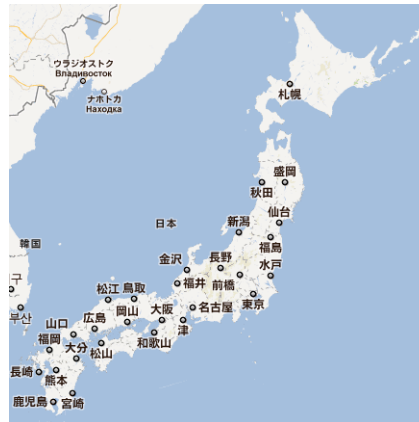 ウラジオストク
Владивосток
ナホトカ
Находка
札幌
盛岡
秋田
仙台
日本
新潟
福島
韓国
金沢
長野
水戸
구
福井
前橋
松江
鳥取
부산
岡山
大阪
名古屋
東京
山口
広島
津
福岡
大分
松山
和歌山
長崎
熊本
鹿児島
宮崎